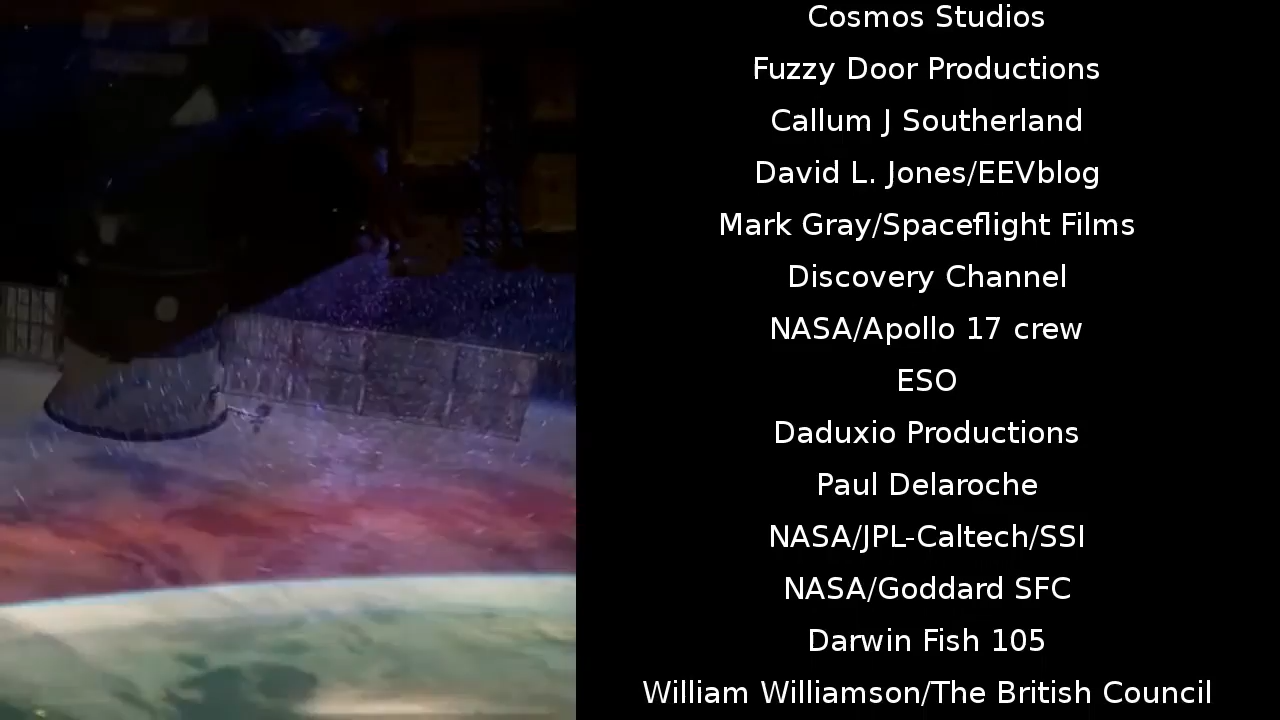 Cosmos Studios
Fuzzy Door Productions
Callum J Southerland
David L. Jones/EEVblog
Mark Gray/Spaceflight Films
Discovery Channel
NASA/Apollo 17 crew
ESO
Daduxio Productions
Paul Delaroche
NASA/JPL-Caltech/SSI
NASA/Goddard SFC
Darwin Fish 105
William Williamson/The British Council